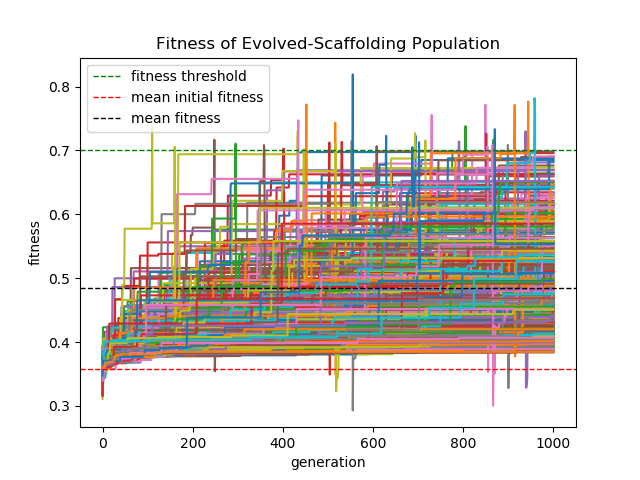 Fitness of Evolved-Scaffolding Population
fitness threshold
mean initial fitness
mean fitness
fitness
0.8
0.7
0.6
0.5
0.4
0.3
0 200 400 600 800 1000
generation